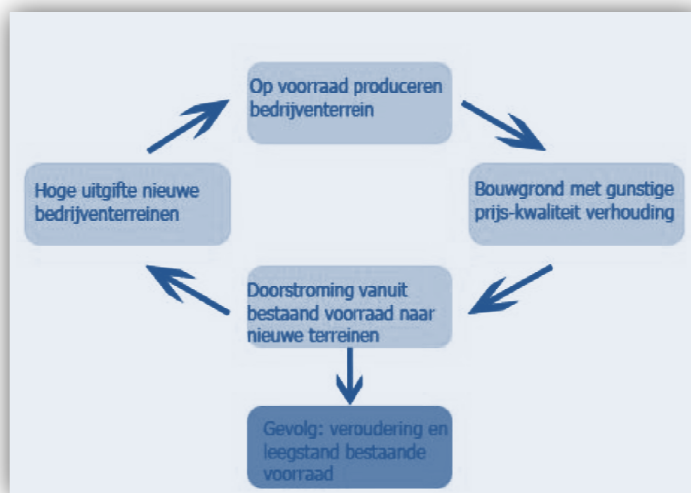 Op voorraad produceren
bedrijventerrein
Hoge uitgifte nieuwe
bedrijventerreinen
Bouwgrond met gunstige
prijs-kwaliteit verhouding
Doorstroming vanuit
bestaand voorraad naar
nieuwe terreinen
Gevolg: veroudering en
leegstand bestaande
voorraad